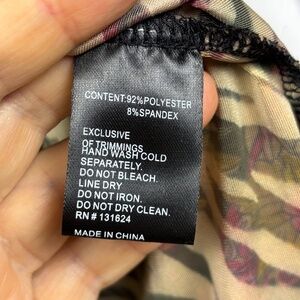 CONTENT:92%POLYESTER
8%SPANDEX
EXCLUSIVE
OF TRIMMINGS
HAND WASH COLD
SEPARATELY.
DO NOT BLEACH.
LINE DRY
DO NOT IRON.
DO NOT DRY CLEAN.
RN # 131624
MADE IN CHINA